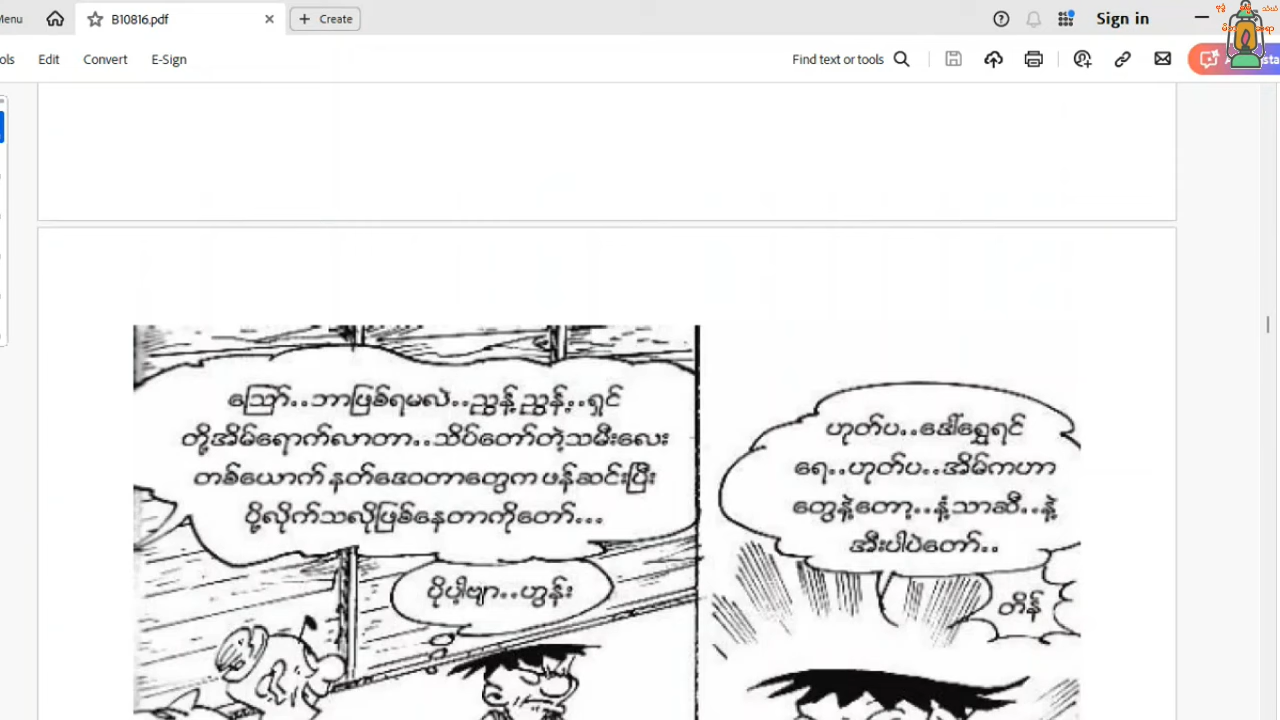 Menu
B10816.pdf
Create
Sign in
ols
Edit
Convert
E-Sign
Find text or tools
သြော်..ဘာဖြစ်ရမလဲ..ညွန့်ညွန့်..ရှင်
တို့အိမ်ရောက်လာတာ..သိပ်တော်တဲ့သမီးလေး
တစ်ယောက် နတ်ဒေဝတာတွေက ဖန်ဆင်းပြီး
ပို့လိုက်သလိုဖြစ်နေတာကိုတော်...
ပိုပါ့ဗျာ..ဟွန်း
ဟုတ်ပ..ဒေါ်ရွှေရင်
ရေ..ဟုတ်ပ..အိမ်ကဟာ
တွေနဲ့တော့..နံ့သာဆီ..နဲ့
အီးပါပဲတော်..
တိန်